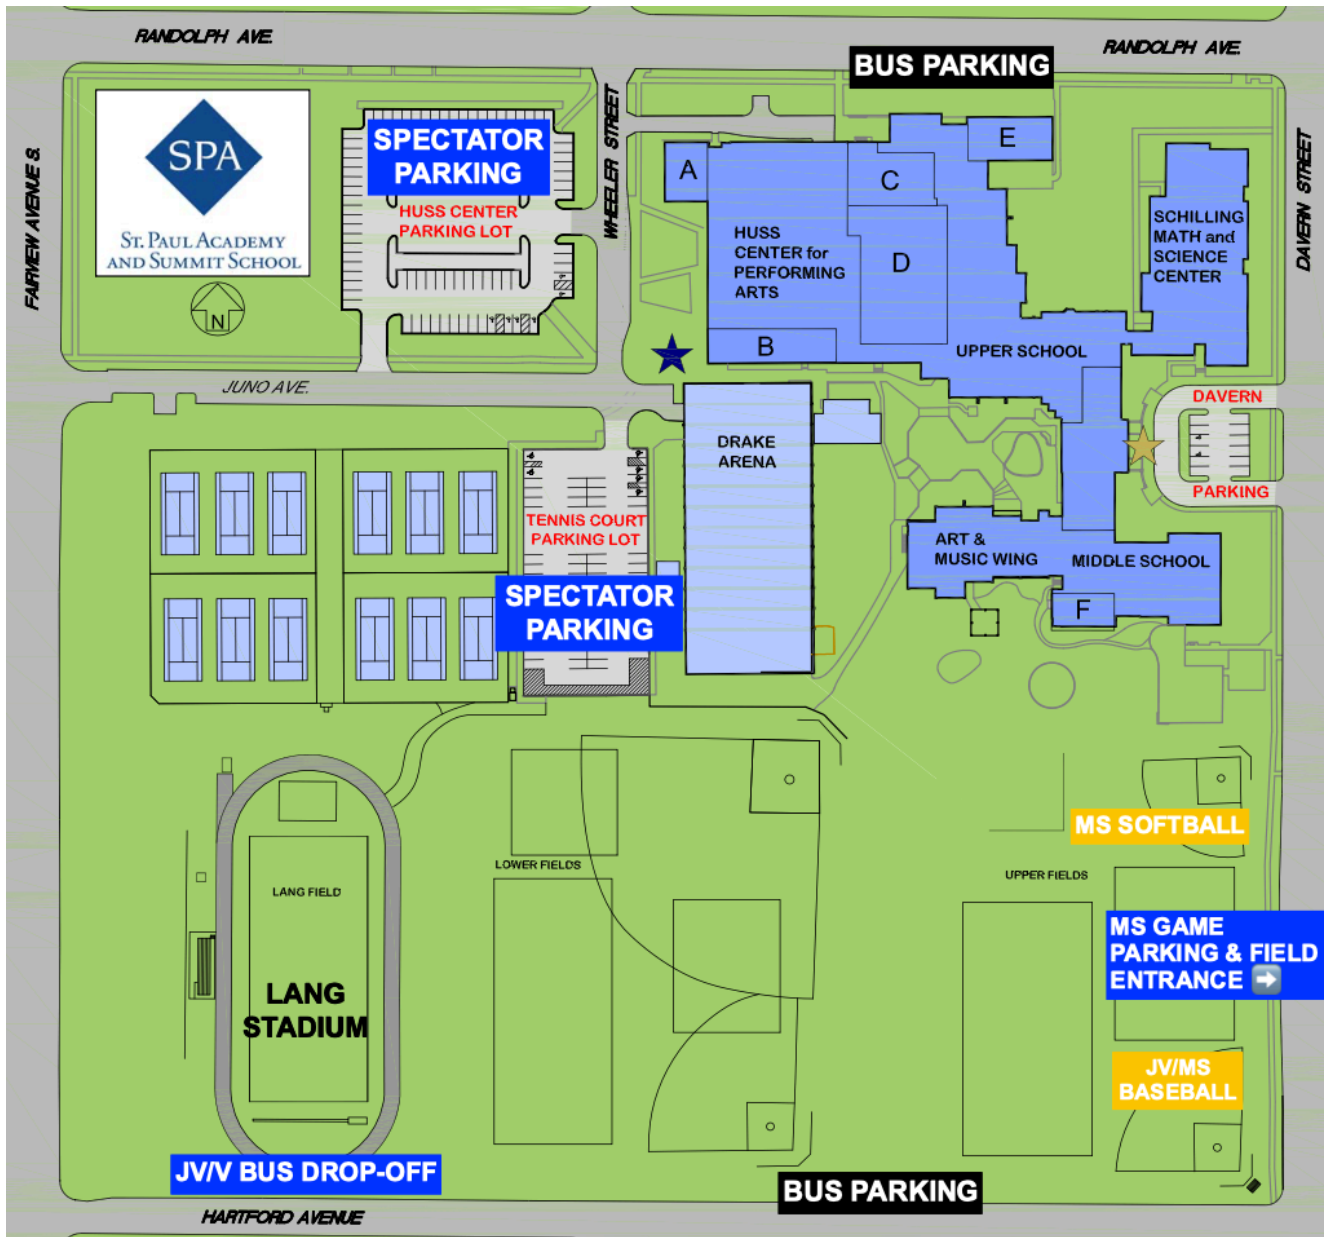 RANDOLPH AVE.
RANDOLPH AVE.
BUS PARKING
FAIRVIEW AVENUE S.
SPA
ST. PAUL ACADEMY
AND SUMMIT SCHOOL
N
SPECTATOR
PARKING
HUSS CENTER
PARKING LOT
WHEELER STREET
A
B
C
D
E
HUSS
CENTER for
PERFORMING
ARTS
UPPER SCHOOL
SCHILLING
MATH and
SCIENCE
CENTER
DAVERN STREET
JUNO AVE.
DRAKE
ARENA
DAVERN
PARKING
TENNIS COURT
PARKING LOT
SPECTATOR
PARKING
ART &
MUSIC WING
MIDDLE SCHOOL
F
LOWER FIELDS
UPPER FIELDS
MS SOFTBALL
MS GAME
PARKING & FIELD
ENTRANCE ➡
JV/MS
BASEBALL
LANG FIELD
LANG
STADIUM
JV/V BUS DROP-OFF
BUS PARKING
HARTFORD AVENUE